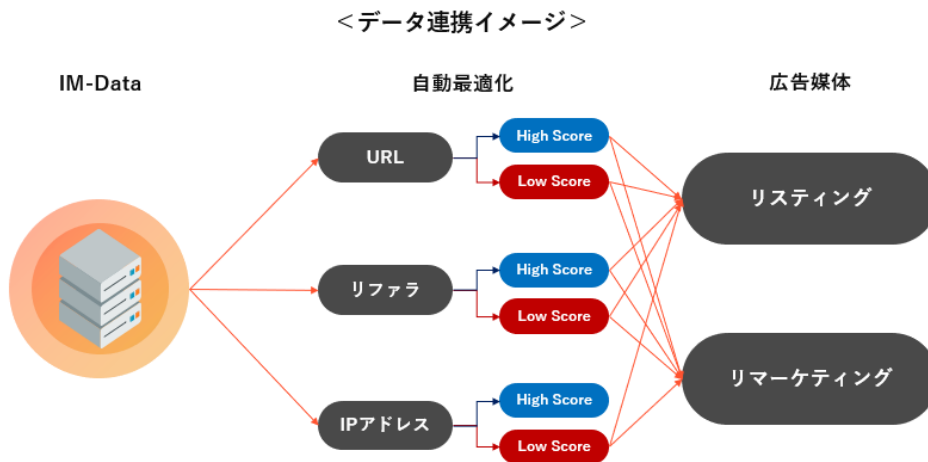 ＜データ連携イメージ＞
IM-Data
自動最適化
広告媒体
URL
High Score
Low Score
リスティング
リファラ
High Score
Low Score
リマーケティング
IPアドレス
High Score
Low Score